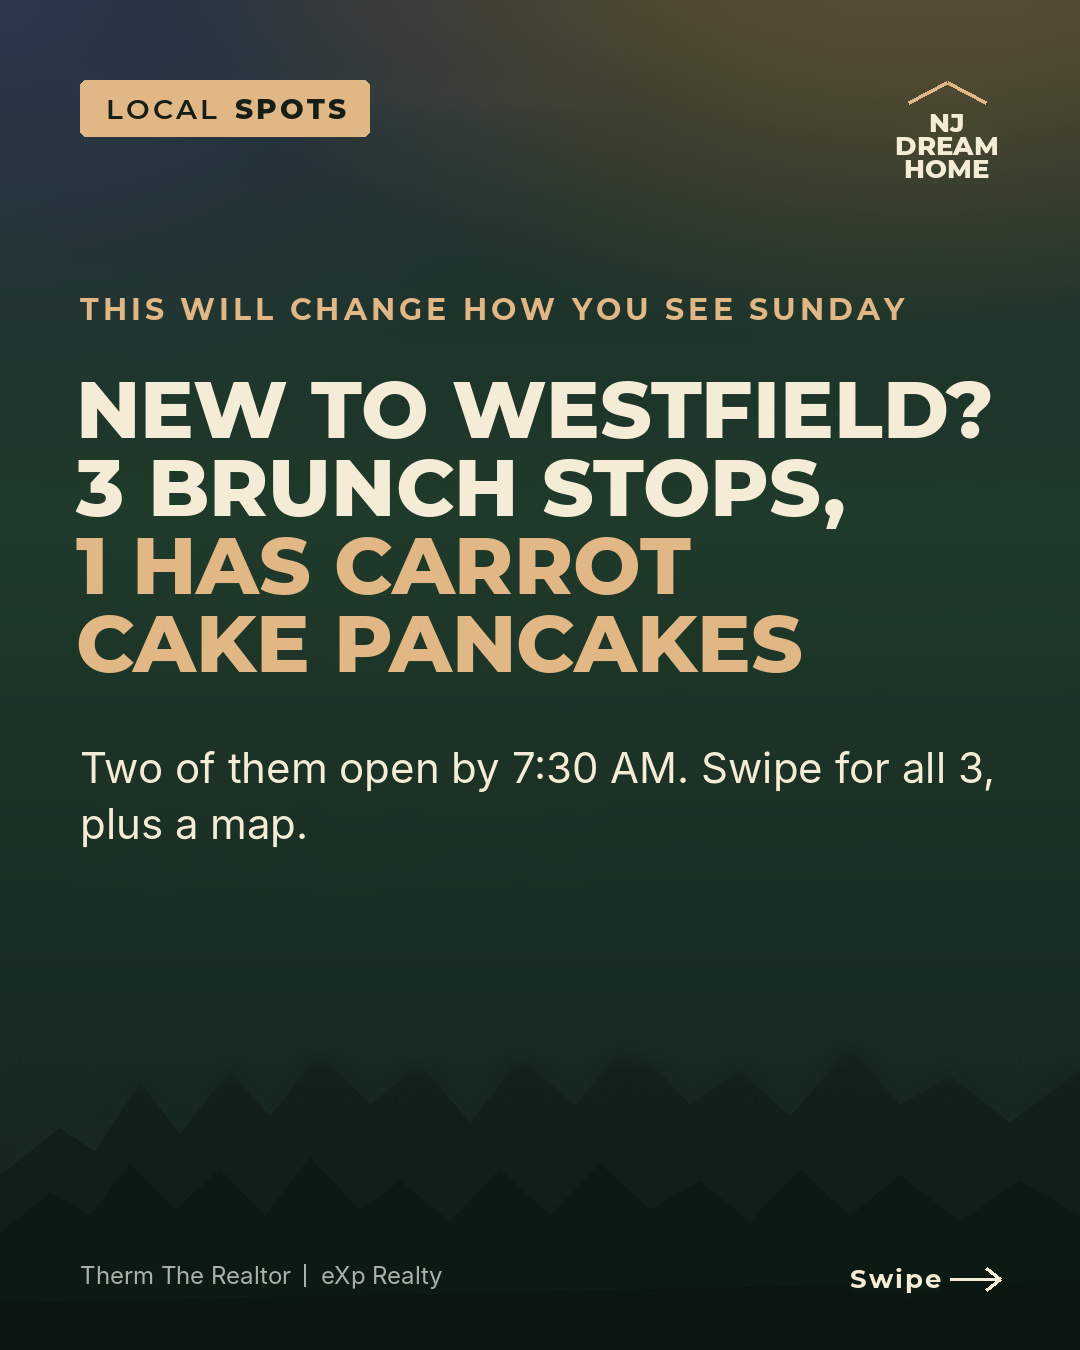 LOCAL SPOTS
NJ
DREAM
HOME
THIS WILL CHANGE HOW YOU SEE SUNDAY
NEW TO WESTFIELD?
3 BRUNCH STOPS,
1 HAS CARROT
CAKE PANCAKES
Two of them open by 7:30 AM. Swipe for all 3,
plus a map.
Therm The Realtor | eXp Realty
Swipe